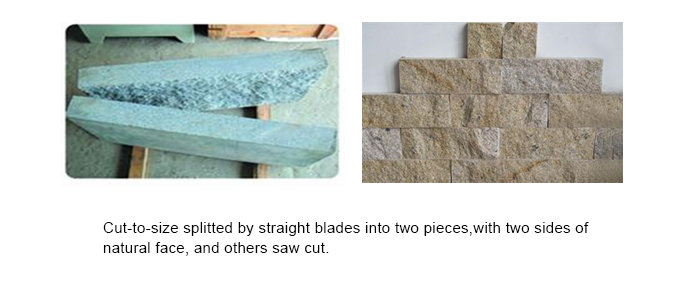 Cut-to-size splitted by straight blades into two pieces,with two sides of
natural face, and others saw cut.